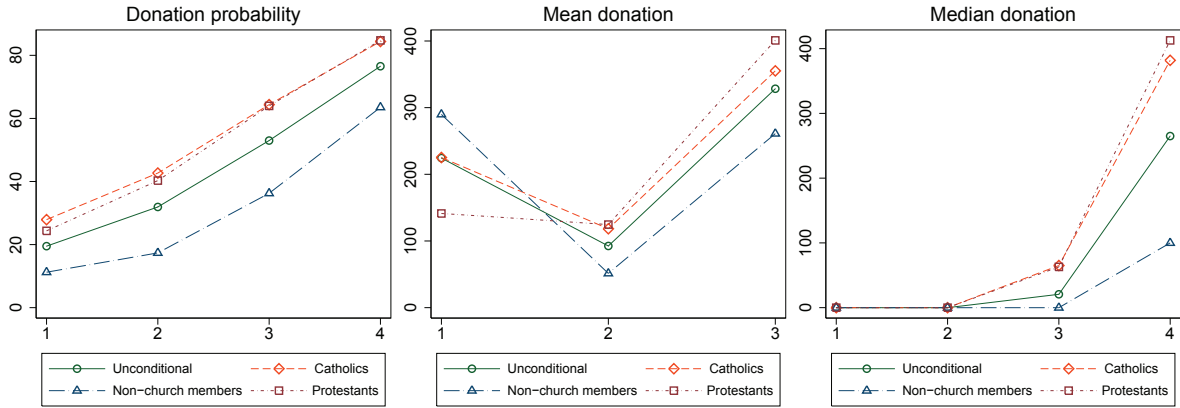 Donation probability
80
60
40
20
0
1 2 3 4
Unconditional Catholics
Non−church members Protestants
Mean donation
400
300
200
100
0
1 2 3
Unconditional Catholics
Non−church members Protestants
Median donation
400
300
200
100
0
1 2 3 4
Unconditional Catholics
Non−church members Protestants